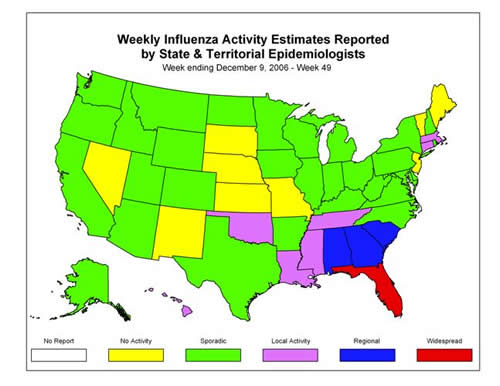 Weekly Influenza Activity Estimates Reported
by State & Territorial Epidemiologists
Week ending December 9, 2006 - Week 49
No Report
No Activity
Sporadic
Local Activity
Regional
Widespread